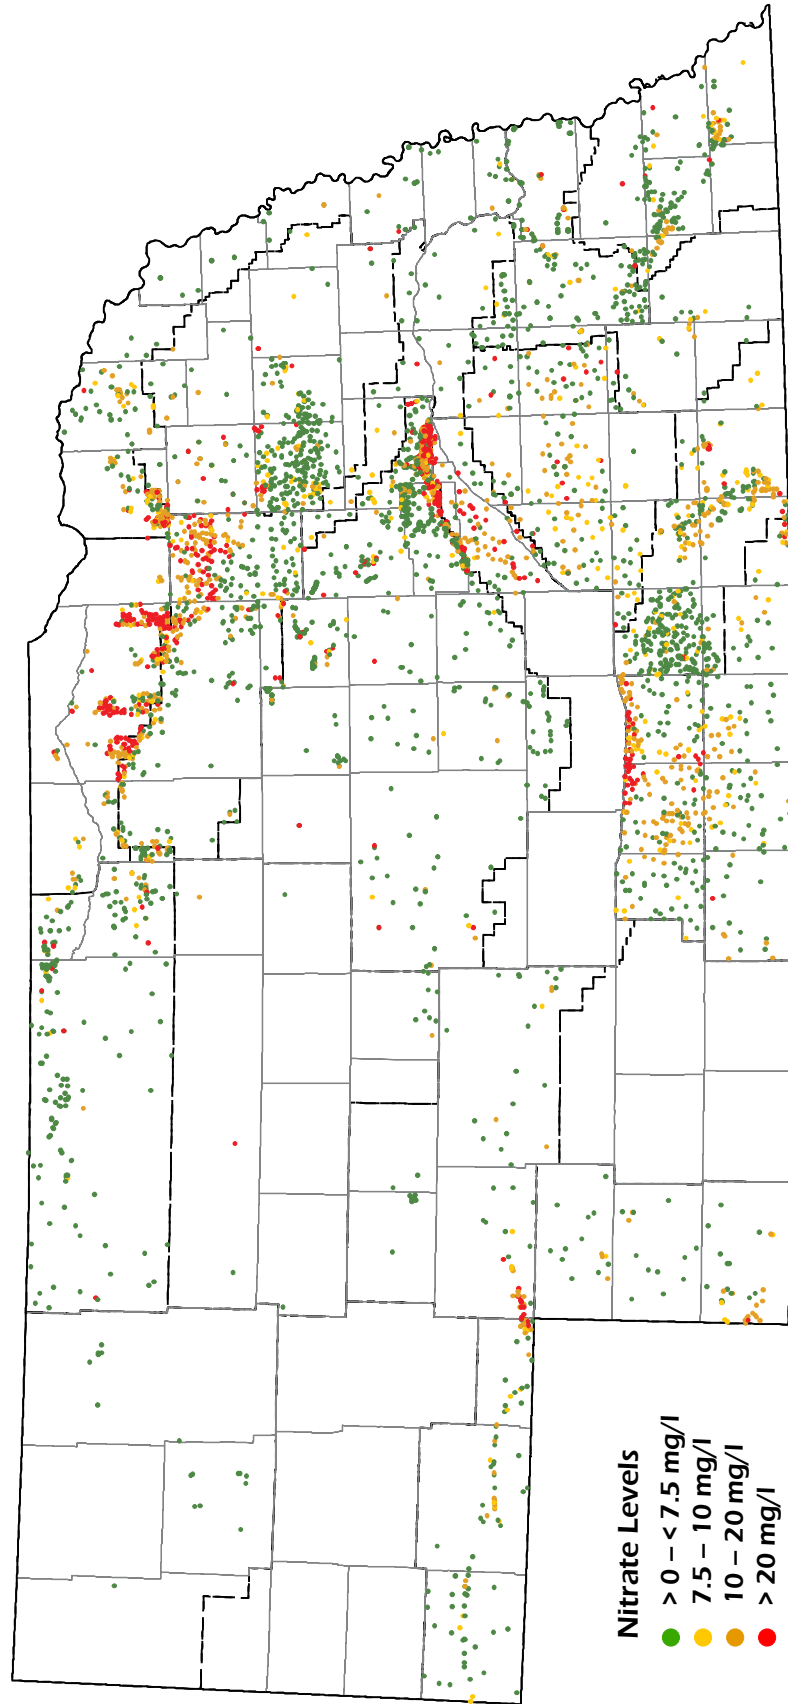 Nitrate Levels
> 0 – < 7.5 mg/l
7.5 – 10 mg/l
10 – 20 mg/l
> 20 mg/l